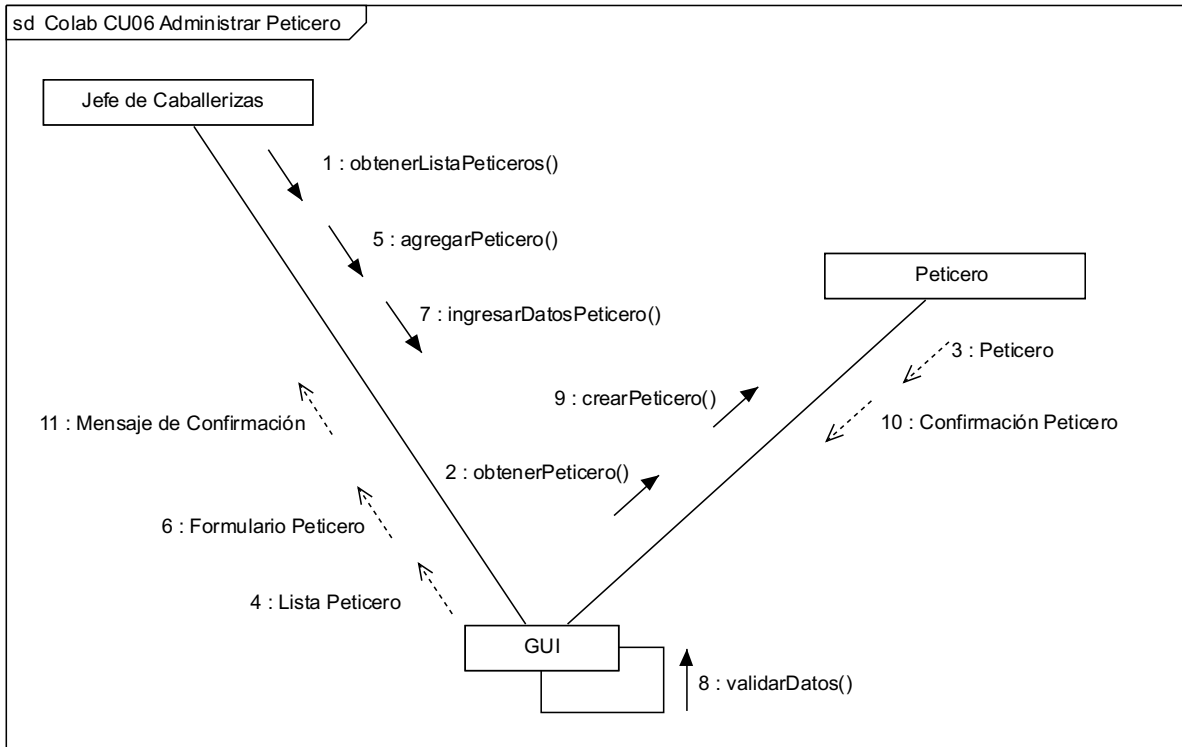 sd Colab CU06 Administrar Peticero
Jefe de Caballerizas
1 : obtenerListaPeticeros()
5 : agregarPeticero()
Peticero
7 : ingresarDatosPeticero()
3 : Peticero
9 : crearPeticero()
11 : Mensaje de Confirmación
10 : Confirmación Peticero
2 : obtenerPeticero()
6 : Formulario Peticero
4 : Lista Peticero
GUI
8 : validarDatos()